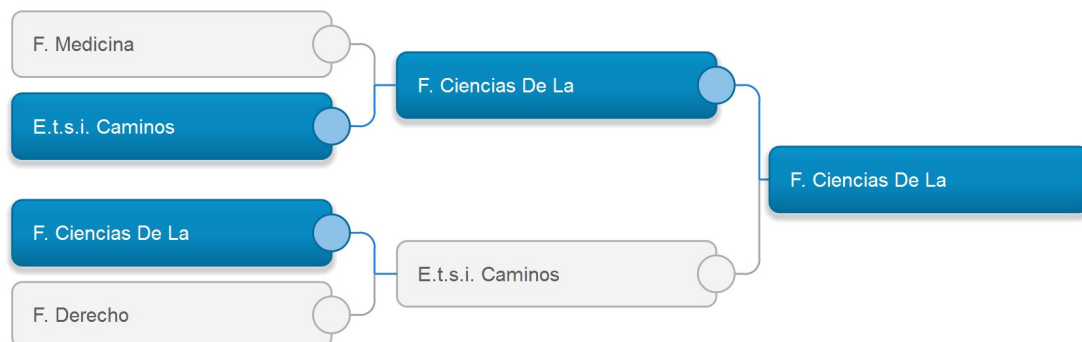 F. Medicina
E.t.s.i. Caminos
F. Ciencias De La
F. Derecho
F. Ciencias De La
E.t.s.i. Caminos
F. Ciencias De La